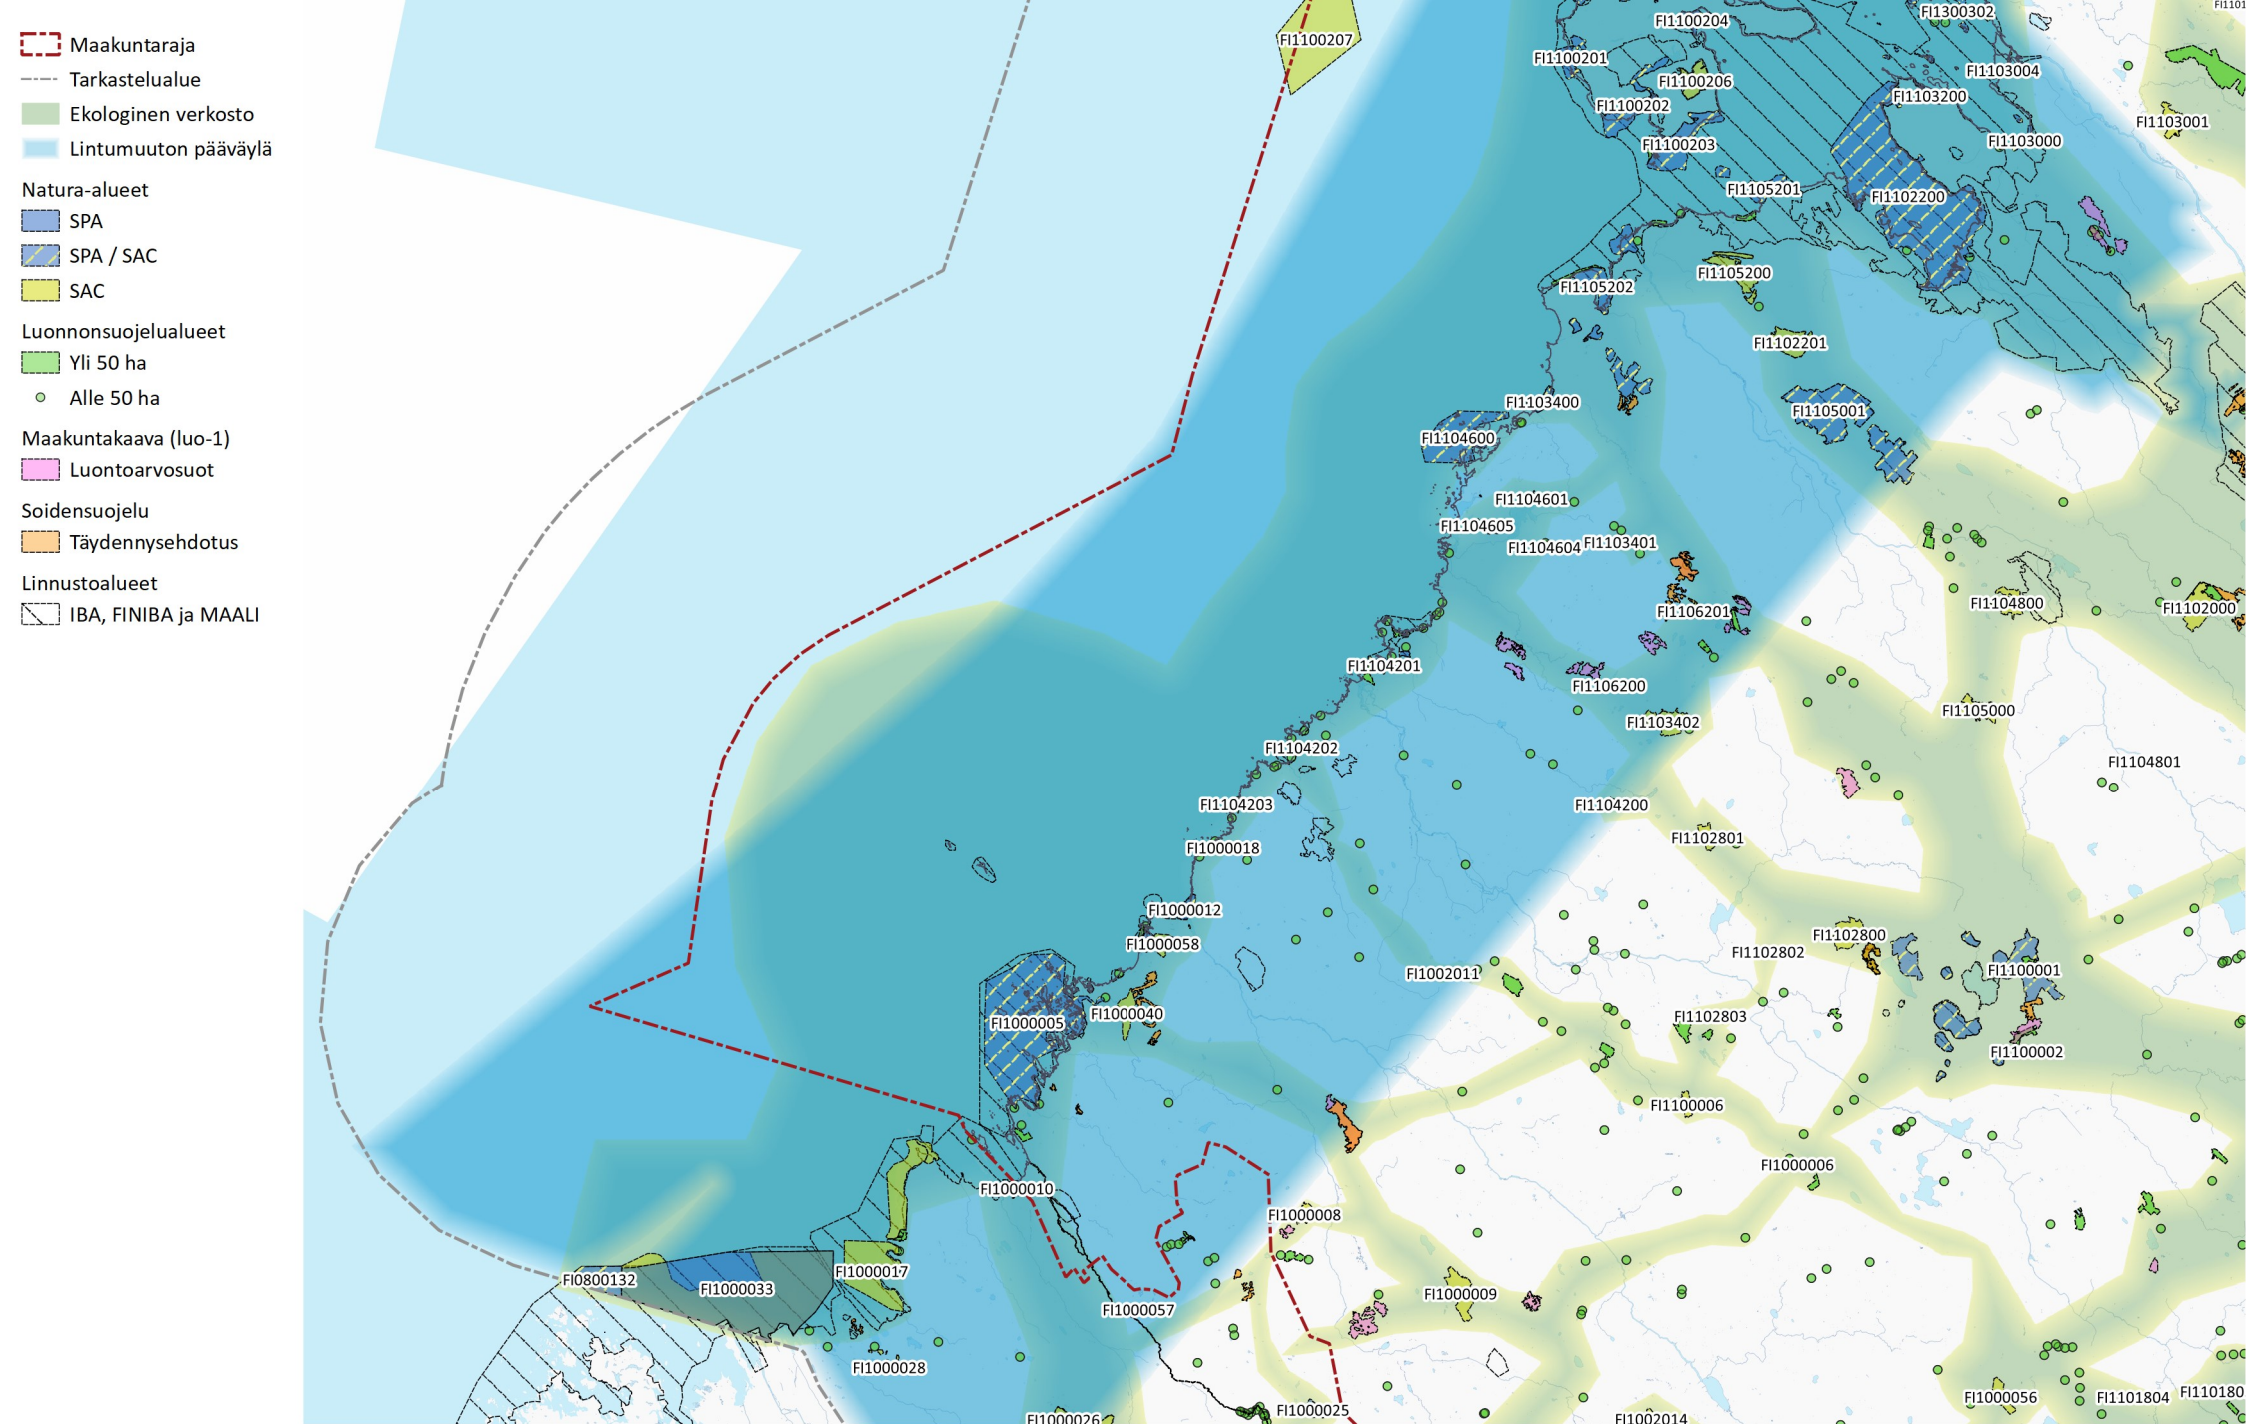 Maakuntaraja
Tarkastelualue
Ekologinen verkosto
Lintumuuton pääväylä
Natura-alueet
SPA
SPA / SAC
SAC
Luonnonsuojelualueet
Yli 50 ha
Alle 50 ha
Maakuntakaava (luo-1)
Luontoarvosuot
Soidensuojelu
Täydennysehdotus
Linnustoalueet
IBA, FINIBA ja MAALI
FI1100207
FI1100204
FI1300302
FI1101
FI1100201
FI1100206
FI1103004
FI1100202
FI1103200
FI1103001
FI1100203
FI1103000
FI1105201
FI1102200
FI1105202
FI1105200
FI1102201
FI1103400
FI1105001
FI1104600
FI1104601
FI1104605
FI1104604
FI1103401
FI1106201
FI1104800
FI1102000
FI1104201
FI1106200
FI1103402
FI1105000
FI1104202
FI1104801
FI1104203
FI1104200
FI1102801
FI1000018
FI1000012
FI1000058
FI1102800
FI1102802
FI1002011
FI1100001
FI1000005
FI1000040
FI1102803
FI1100002
FI1100006
FI1000006
FI1000010
FI1000008
FI1000017
FI0800132
FI1000033
FI1000009
FI1000057
FI1000028
FI1000056
FI1101804
FI110180
FI1000026
FI1000025
FI1002014